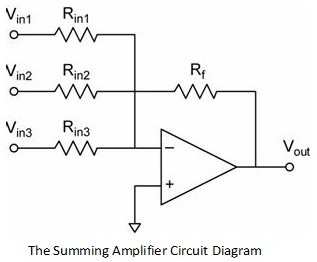 Vin1 Rin1
Vin2 Rin2 Rf
Vin3 Rin3
− Vout
+
The Summing Amplifier Circuit Diagram